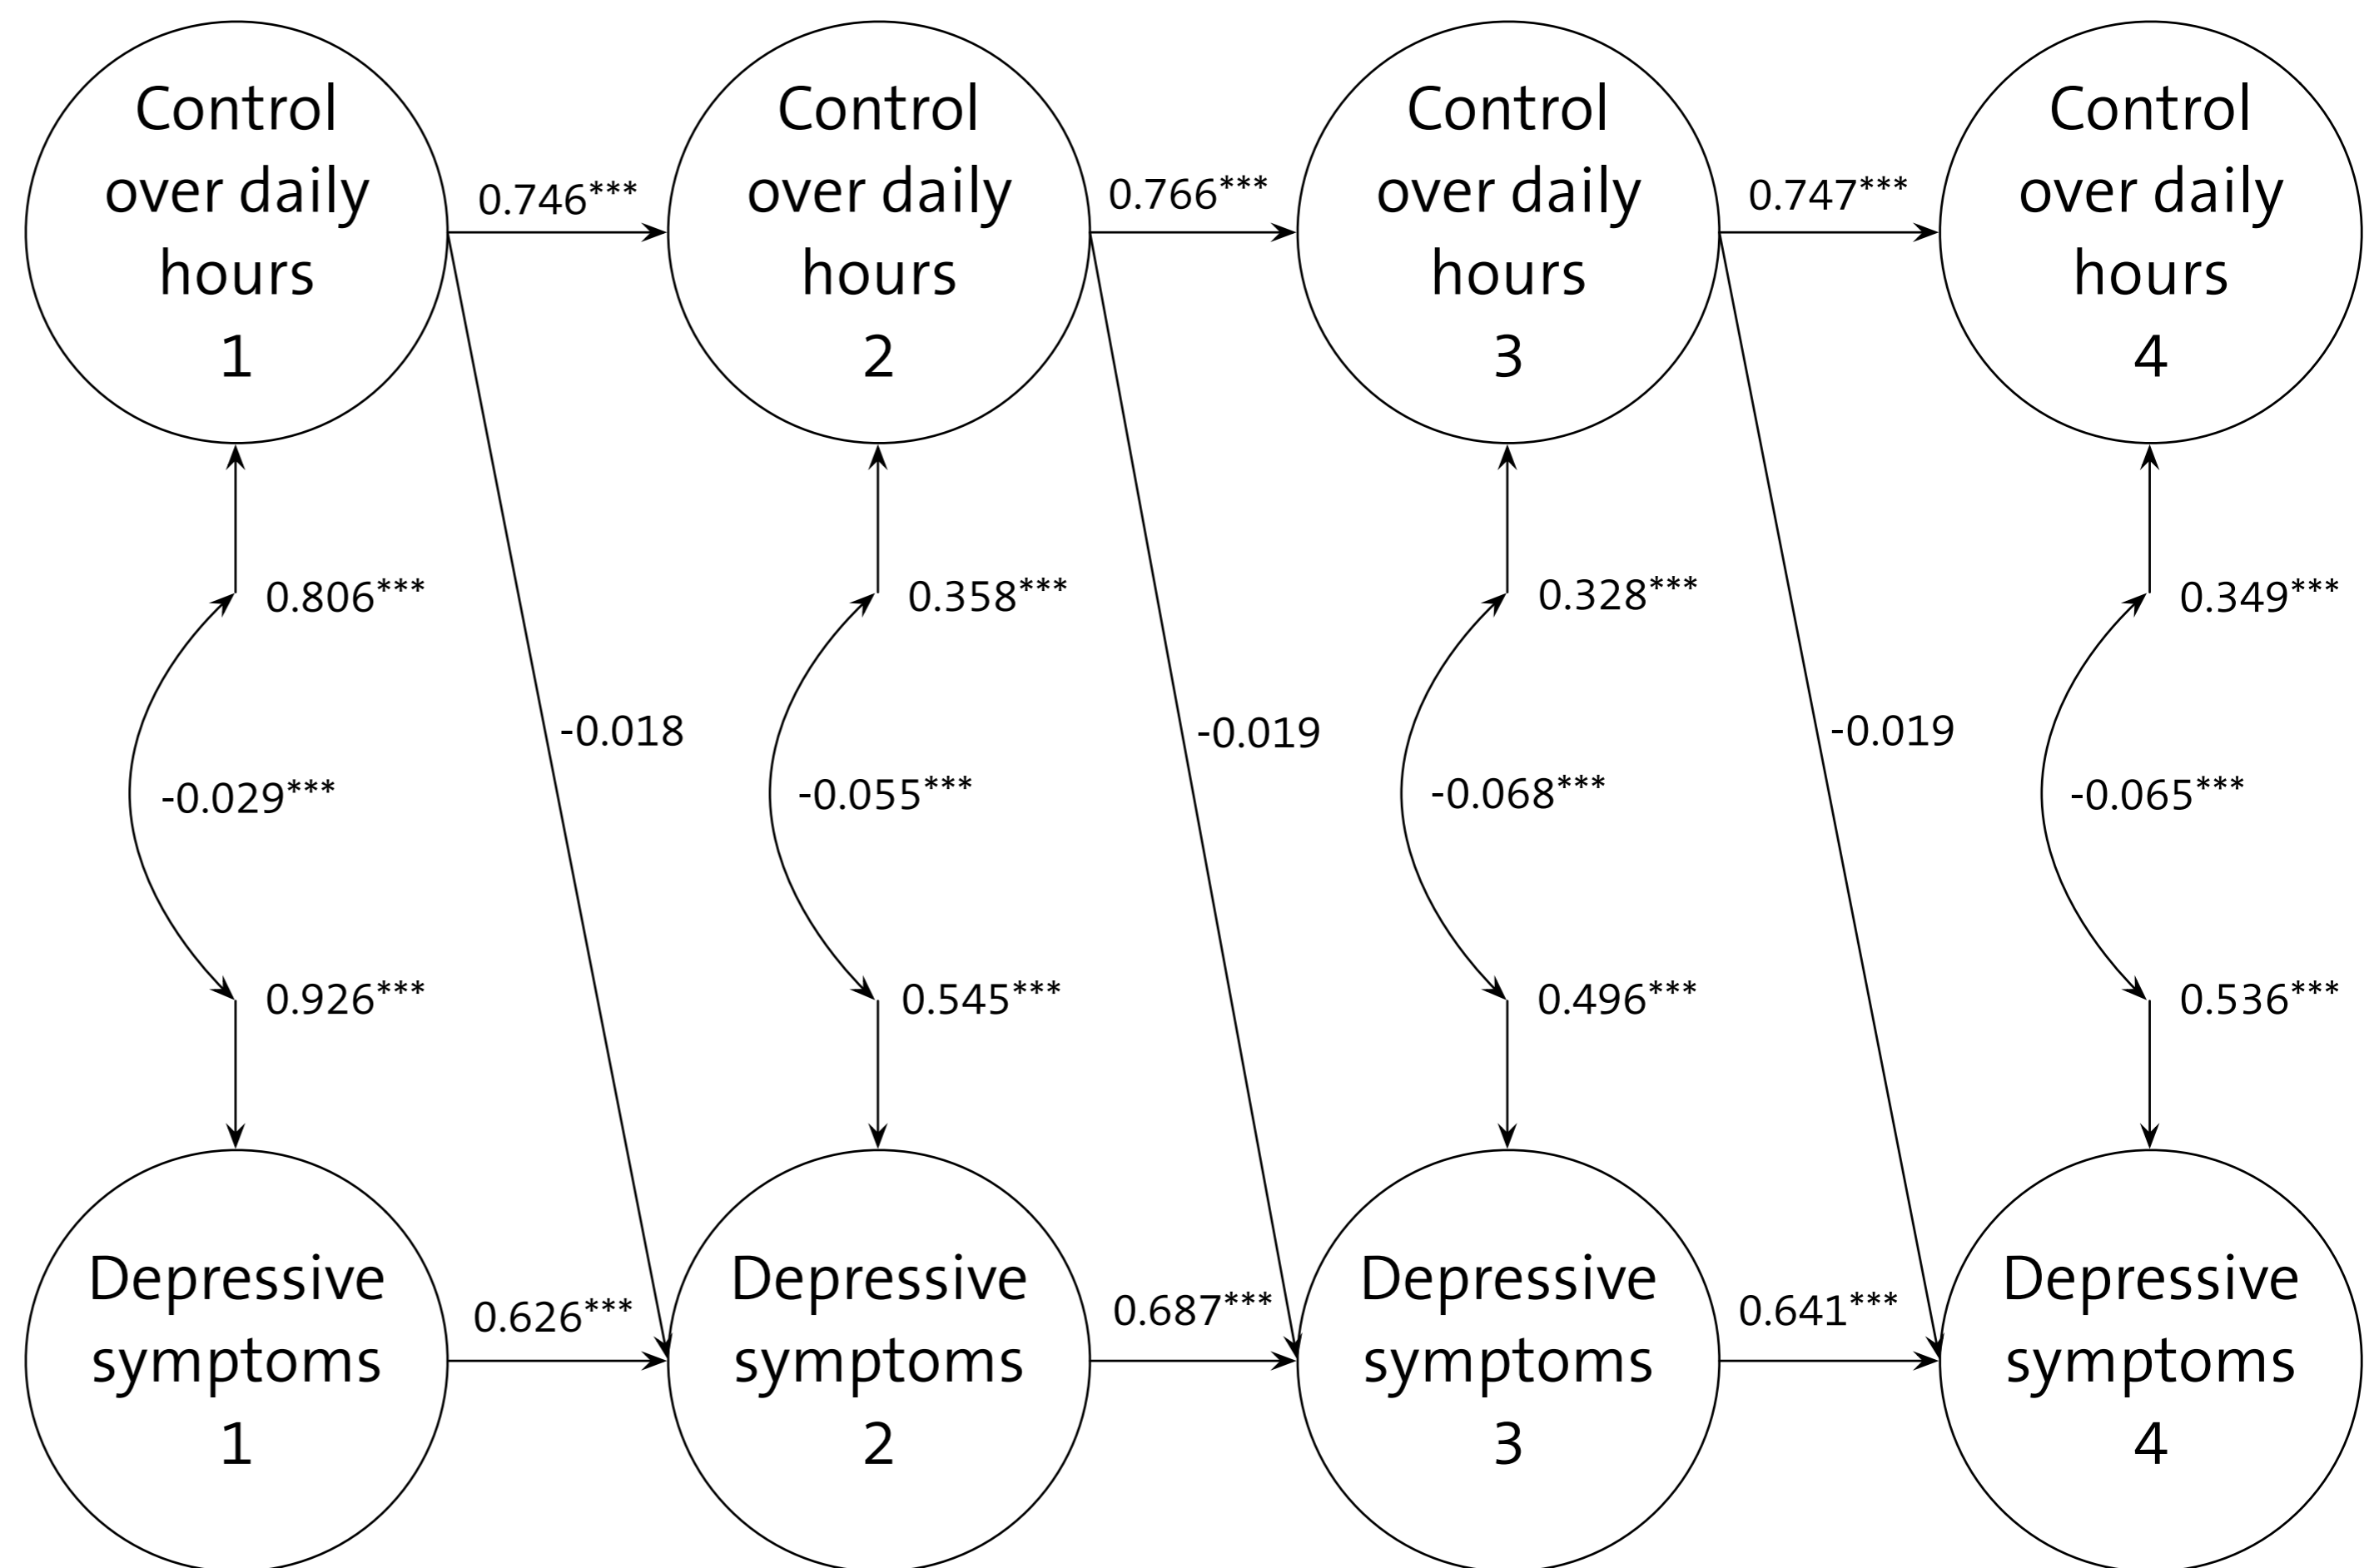 Control
over daily
hours
1
Control
over daily
hours
2
Control
over daily
hours
3
Control
over daily
hours
4
0.746***
0.766***
0.747***
0.806***
0.358***
0.328***
0.349***
-0.018
-0.019
-0.019
-0.029***
-0.055***
-0.068***
-0.065***
0.926***
0.545***
0.496***
0.536***
Depressive
symptoms
1
Depressive
symptoms
2
Depressive
symptoms
3
Depressive
symptoms
4
0.626***
0.687***
0.641***